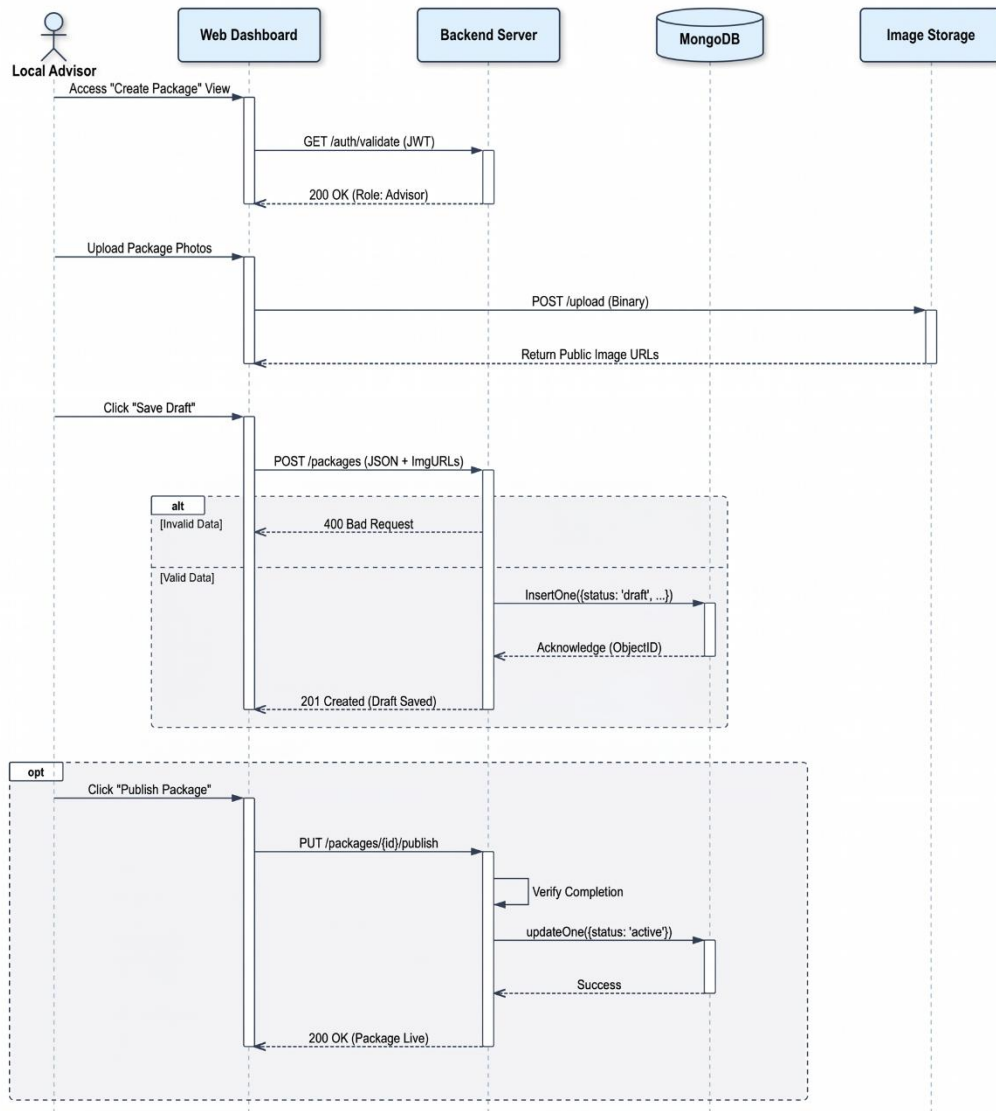 Local Advisor
Web Dashboard
Backend Server
MongoDB
Image Storage
Access "Create Package" View
GET /auth/validate (JWT)
200 OK (Role: Advisor)
Upload Package Photos
POST /upload (Binary)
Return Public Image URLs
Click "Save Draft"
POST /packages (JSON + ImgURLs)
alt
[Invalid Data]
400 Bad Request
[Valid Data]
InsertOne({status: 'draft', ...})
Acknowledge (ObjectID)
201 Created (Draft Saved)
opt
Click "Publish Package"
PUT /packages/{id}/publish
Verify Completion
updateOne({status: 'active'})
Success
200 OK (Package Live)